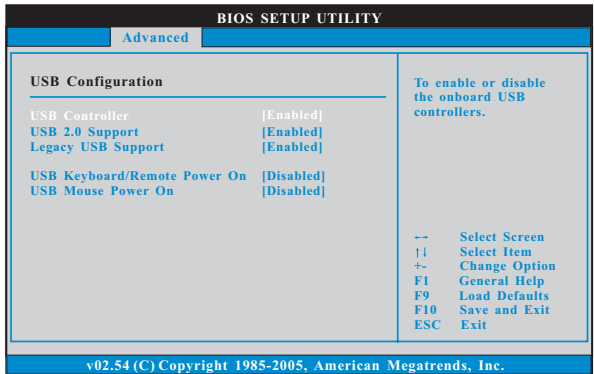 BIOS SETUP UTILITY
Advanced
USB Configuration
USB Controller [Enabled]
USB 2.0 Support [Enabled]
Legacy USB Support [Enabled]
USB Keyboard/Remote Power On [Disabled]
USB Mouse Power On [Disabled]
To enable or disable
the onboard USB
controllers.
←→ Select Screen
↑↓ Select Item
+- Change Option
F1 General Help
F9 Load Defaults
F10 Save and Exit
ESC Exit
v02.54 (C) Copyright 1985-2005, American Megatrends, Inc.